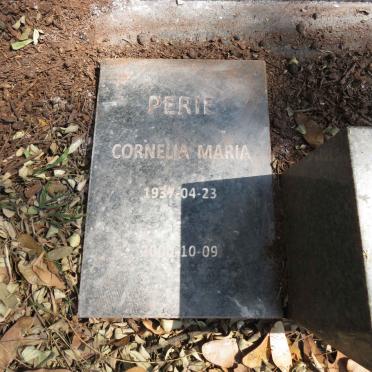 PERIE
CORNELIA MARIA
1937-04-23
10-09